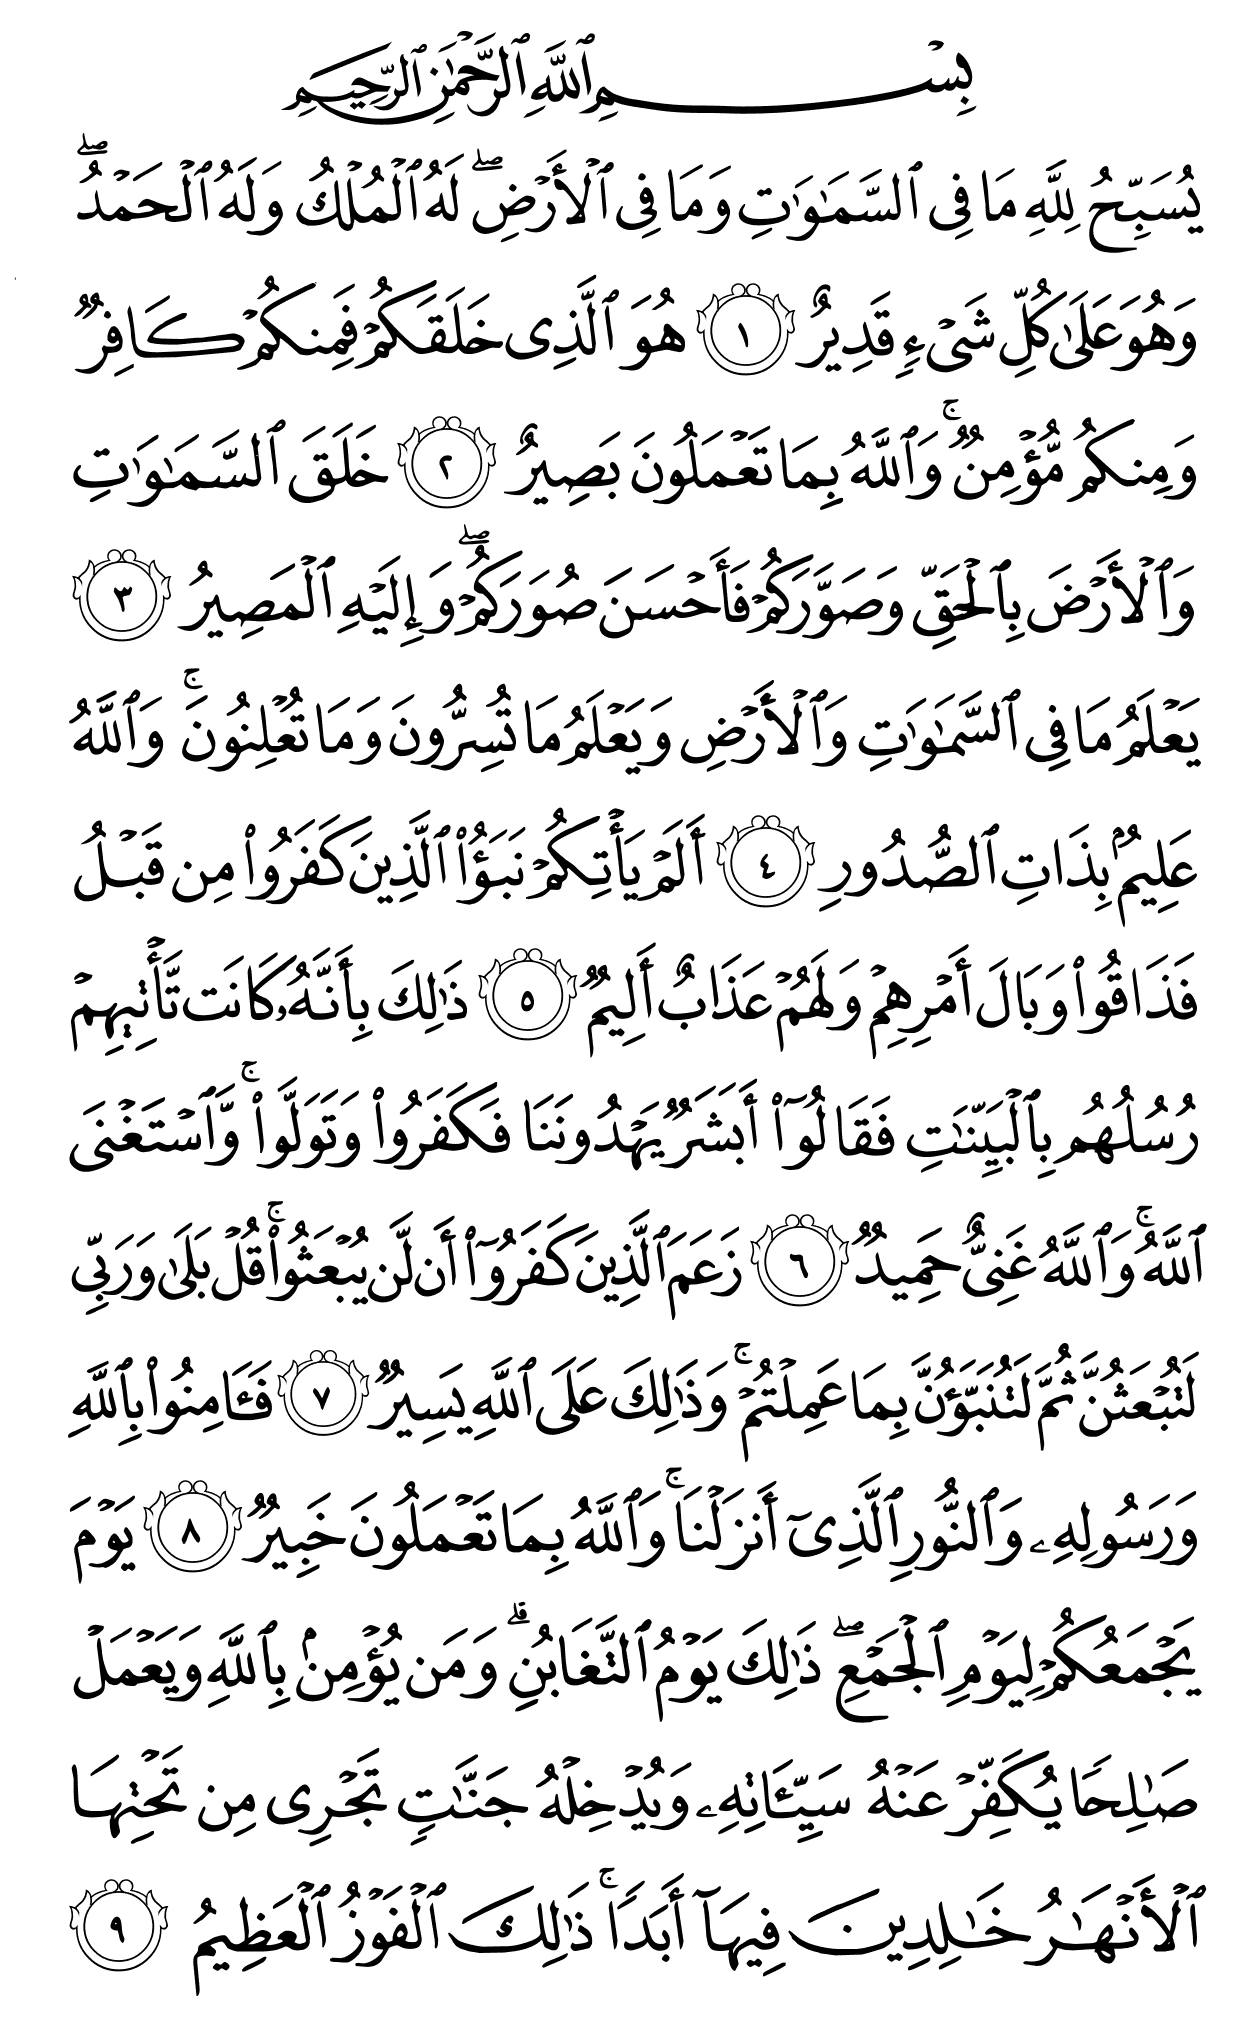 بِسْمِ ٱللَّهِ ٱلرَّحْمَٰنِ ٱلرَّحِيمِ
يُسَبِّحُ لِلَّهِ مَا فِى ٱلسَّمَٰوَٰتِ وَمَا فِى ٱلْأَرْضِۖ لَهُ ٱلْمُلْكُ وَلَهُ ٱلْحَمْدُۖ
وَهُوَ عَلَىٰ كُلِّ شَىْءٍ قَدِيرٌ ١ هُوَ ٱلَّذِى خَلَقَكُمْ فَمِنكُمْ كَافِرٌ
وَمِنكُم مُّؤْمِنٌۚ وَٱللَّهُ بِمَا تَعْمَلُونَ بَصِيرٌ ٢ خَلَقَ ٱلسَّمَٰوَٰتِ
وَٱلْأَرْضَ بِٱلْحَقِّ وَصَوَّرَكُمْ فَأَحْسَنَ صُوَرَكُمْۖ وَإِلَيْهِ ٱلْمَصِيرُ ٣
يَعْلَمُ مَا فِى ٱلسَّمَٰوَٰتِ وَٱلْأَرْضِ وَيَعْلَمُ مَا تُسِرُّونَ وَمَا تُعْلِنُونَۚ وَٱللَّهُ
عَلِيمٌۢ بِذَاتِ ٱلصُّدُورِ ٤ أَلَمْ يَأْتِكُمْ نَبَؤُا۟ ٱلَّذِينَ كَفَرُوا۟ مِن قَبْلُ
فَذَاقُوا۟ وَبَالَ أَمْرِهِمْ وَلَهُمْ عَذَابٌ أَلِيمٌ ٥ ذَٰلِكَ بِأَنَّهُۥ كَانَت تَّأْتِيهِمْ
رُسُلُهُم بِٱلْبَيِّنَٰتِ فَقَالُوٓا۟ أَبَشَرٌ يَهْدُونَنَا فَكَفَرُوا۟ وَتَوَلَّوا۟ۚ وَّٱسْتَغْنَى
ٱللَّهُۚ وَٱللَّهُ غَنِىٌّ حَمِيدٌ ٦ زَعَمَ ٱلَّذِينَ كَفَرُوٓا۟ أَن لَّن يُبْعَثُوا۟ۚ قُلْ بَلَىٰ وَرَبِّى
لَتُبْعَثُنَّ ثُمَّ لَتُنَبَّؤُنَّ بِمَا عَمِلْتُمْۚ وَذَٰلِكَ عَلَى ٱللَّهِ يَسِيرٌ ٧ فَـَٔامِنُوا۟ بِٱللَّهِ
وَرَسُولِهِۦ وَٱلنُّورِ ٱلَّذِىٓ أَنزَلْنَاۚ وَٱللَّهُ بِمَا تَعْمَلُونَ خَبِيرٌ ٨ يَوْمَ
يَجْمَعُكُمْ لِيَوْمِ ٱلْجَمْعِۖ ذَٰلِكَ يَوْمُ ٱلتَّغَابُنِۗ وَمَن يُؤْمِنۢ بِٱللَّهِ وَيَعْمَلْ
صَٰلِحًا يُكَفِّرْ عَنْهُ سَيِّـَٔاتِهِۦ وَيُدْخِلْهُ جَنَّٰتٍ تَجْرِى مِن تَحْتِهَا
ٱلْأَنْهَٰرُ خَٰلِدِينَ فِيهَآ أَبَدًاۚ ذَٰلِكَ ٱلْفَوْزُ ٱلْعَظِيمُ ٩